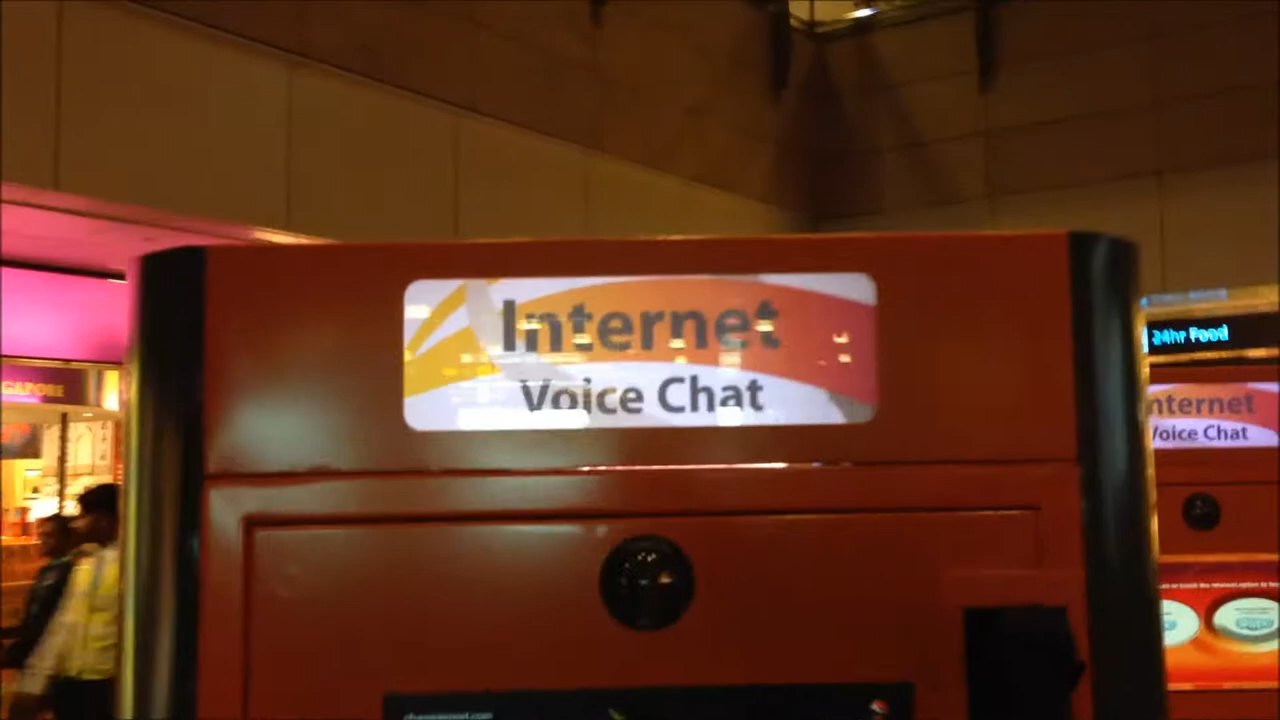 Internet
Voice Chat
24hr Food
nternet
Voice Chat
GAPORE